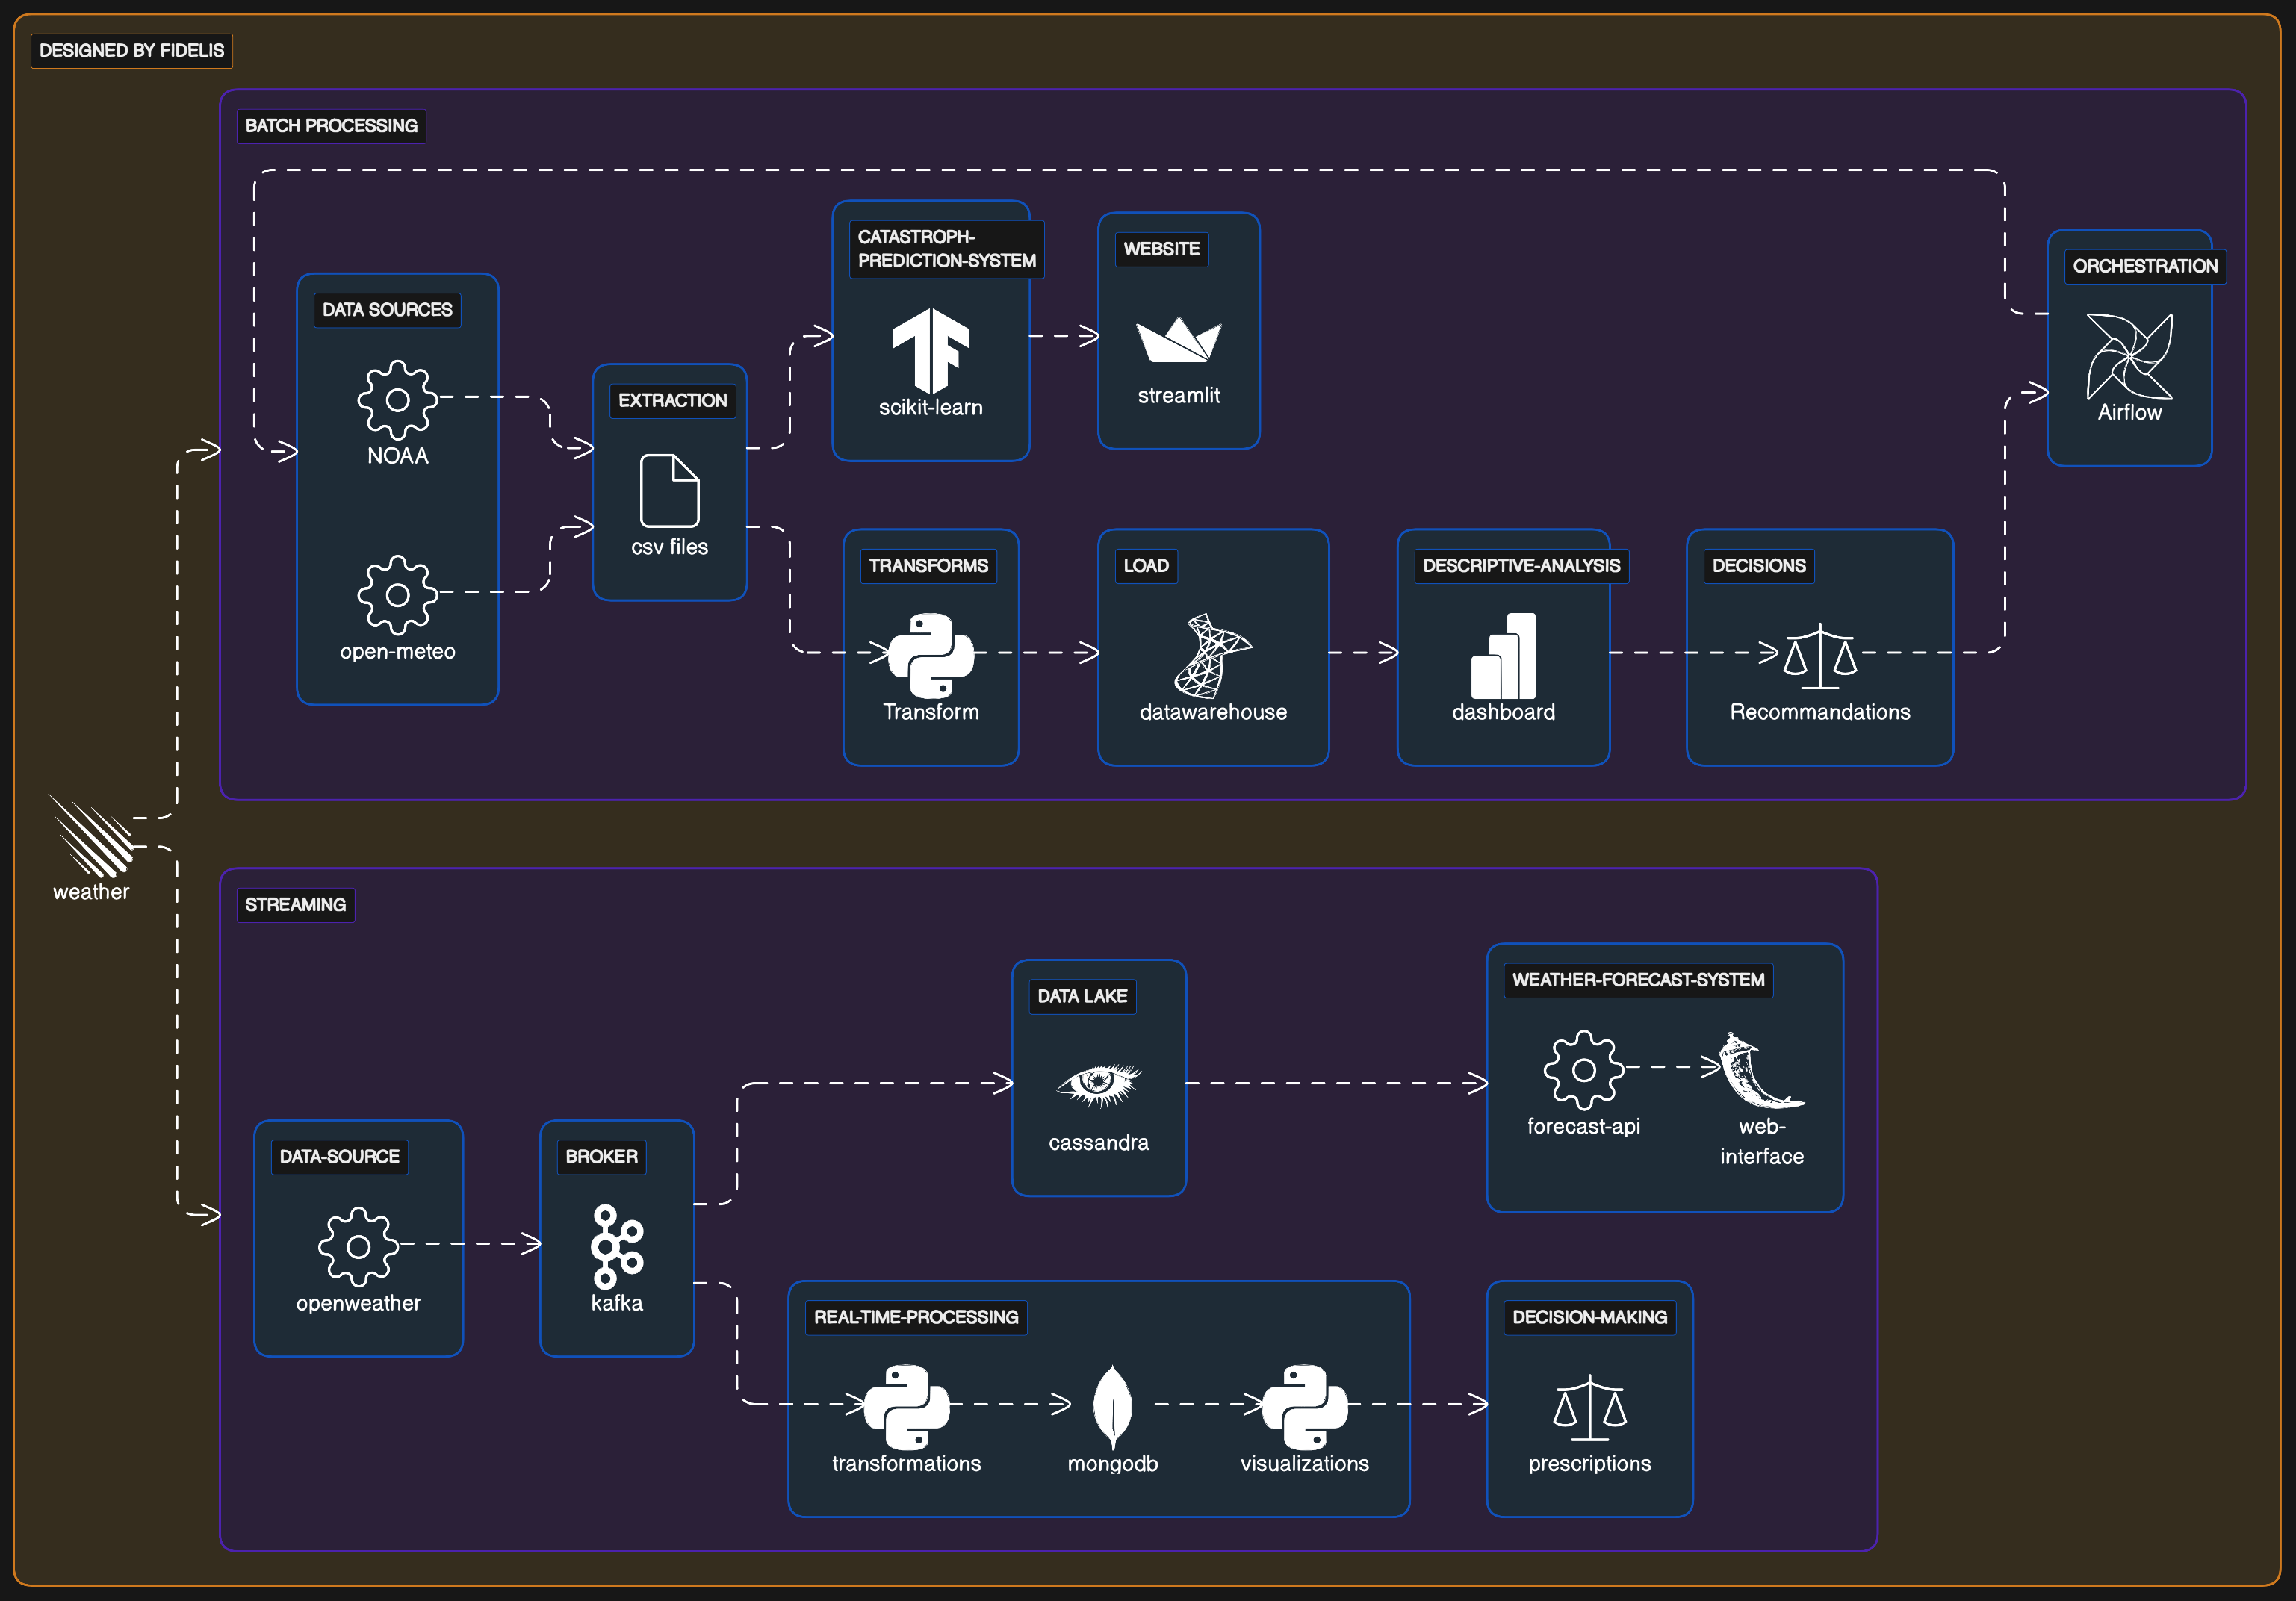 DESIGNED BY FIDELIS
BATCH PROCESSING
DATA SOURCES
NOAA
open-meteo
EXTRACTION
csv files
CATASTROPH-
PREDICTION-SYSTEM
scikit-learn
WEBSITE
streamlit
ORCHESTRATION
Airflow
TRANSFORMS
Transform
LOAD
datawarehouse
DESCRIPTIVE-ANALYSIS
dashboard
DECISIONS
Recommandations
weather
STREAMING
DATA-SOURCE
openweather
BROKER
kafka
DATA LAKE
cassandra
WEATHER-FORECAST-SYSTEM
forecast-api
web-
interface
REAL-TIME-PROCESSING
transformations
mongodb
visualizations
DECISION-MAKING
prescriptions